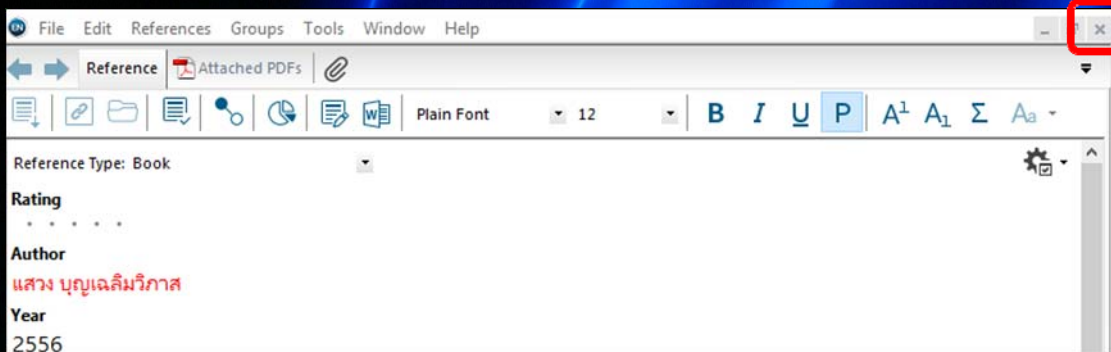 EN File Edit References Groups Tools Window Help
Reference Attached PDFs
Plain Font 12 B I U P A1 A1 Σ Aa
Reference Type: Book
Rating
Author
แสวง บุญเฉลิมวิภาส
Year
2556